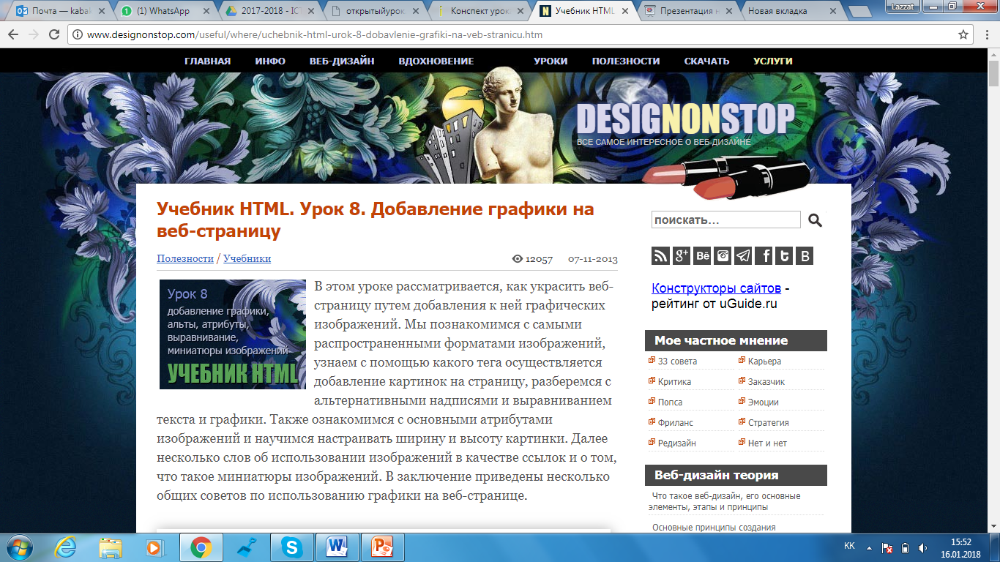 Почта — kaba
(1) WhatsApp
2017-2018 - IC
открытыйурок
Конспект урок
Учебник HTML
Презентация н
Новая вкладка
Lazzat
www.designonstop.com/useful/where/uchebnik-html-urok-8-dobavlenie-grafiki-na-veb-stranicu.htm
ГЛАВНАЯ ИНФО ВЕБ-ДИЗАЙН ВДОХНОВЕНИЕ УРОКИ ПОЛЕЗНОСТИ СКАЧАТЬ УСЛУГИ
DESIGNONSTOP
ВСЕ САМОЕ ИНТЕРЕСНОЕ О ВЕБ-ДИЗАЙНЕ
Учебник HTML. Урок 8. Добавление графики на
веб-страницу
Полезности / Учебники
12057 07-11-2013
Урок 8
добавление графики,
альты, атрибуты,
выравнивание,
миниатюры изображений
УЧЕБНИК HTML
В этом уроке рассматривается, как украсить веб-
страницу путем добавления к ней графических
изображений. Мы познакомимся с самыми
распространенными форматами изображений,
узнаем с помощью какого тега осуществляется
добавление картинок на страницу, разберемся с
альтернативными надписями и выравниванием
текста и графики. Также ознакомимся с основными атрибутами
изображений и научимся настраивать ширину и высоту картинки. Далее
несколько слов об использовании изображений в качестве ссылок и о том,
что такое миниатюры изображений. В заключение приведены несколько
общих советов по использованию графики на веб-странице.
поискать...
Конструкторы сайтов -
рейтинг от uGuide.ru
Мое частное мнение
33 совета Карьера
Критика Заказчик
Попса Эмоции
Фриланс Стратегия
Редизайн Нет и нет
Веб-дизайн теория
Что такое веб-дизайн, его основные
элементы, этапы и принципы
Основные принципы создания
KK
15:52
16.01.2018